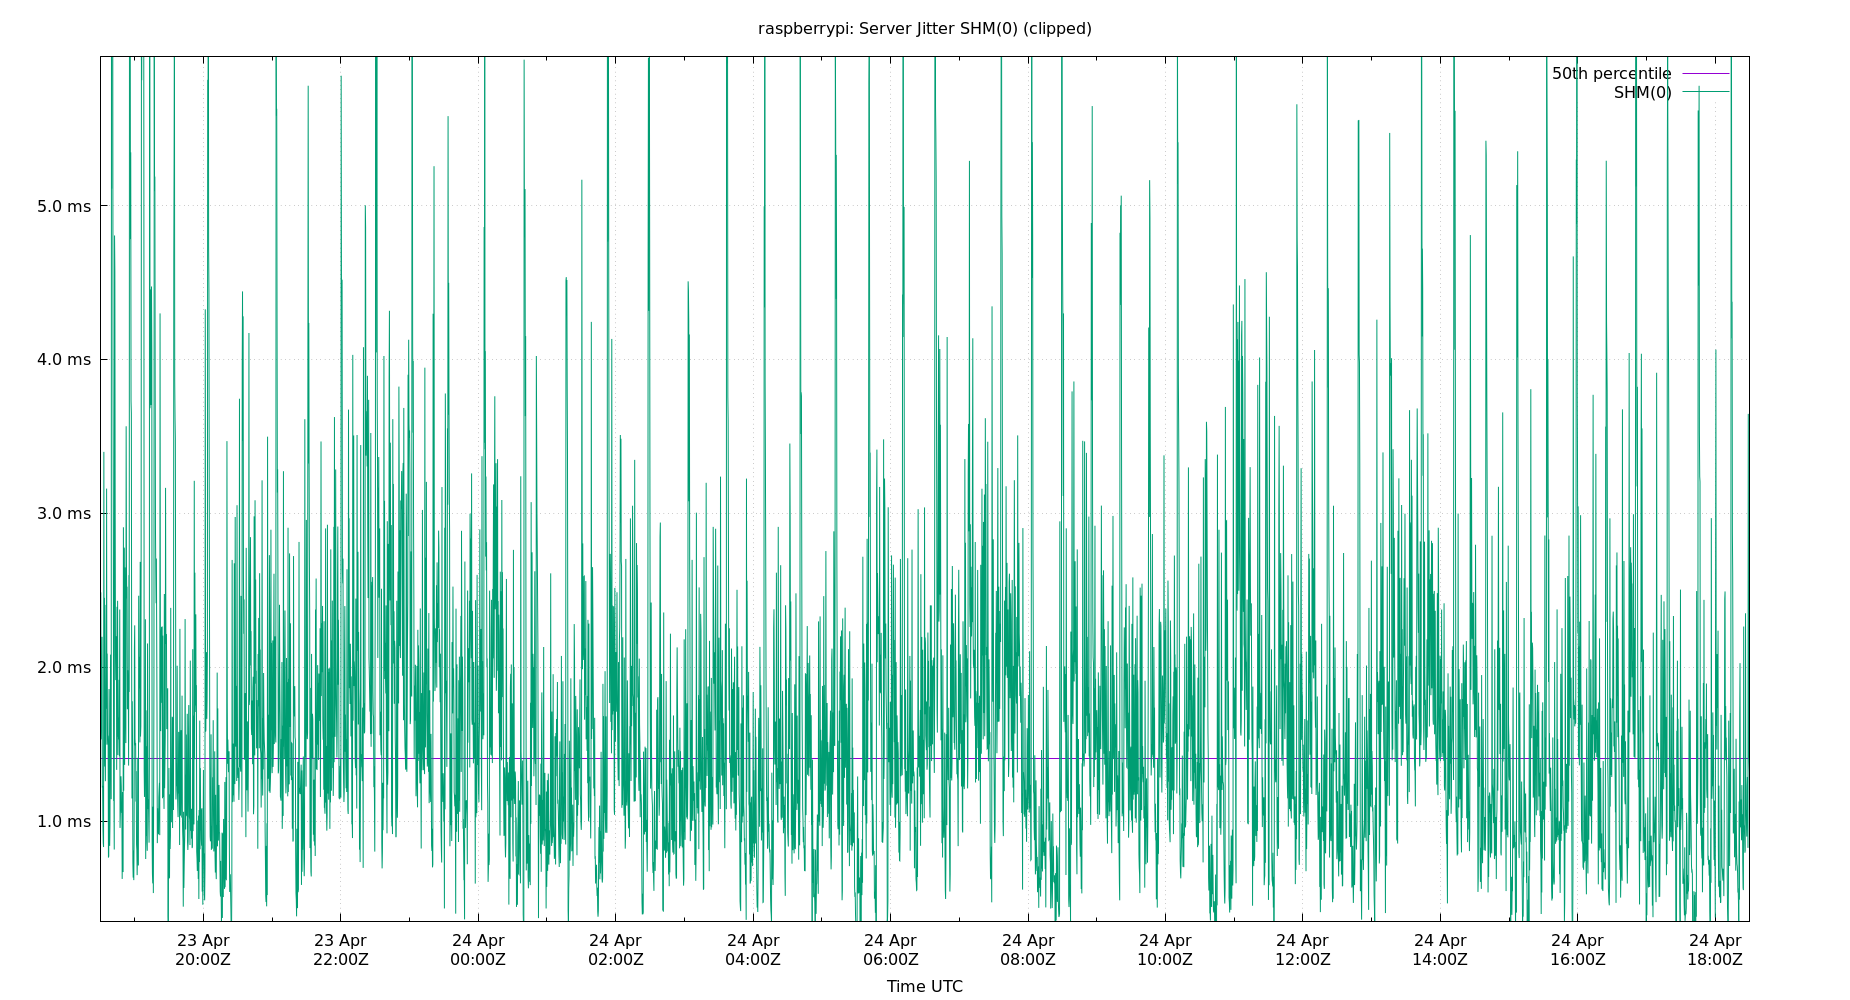 raspberrypi: Server Jitter SHM(0) (clipped)
50th percentile
SHM(0)
5.0 ms
4.0 ms
3.0 ms
2.0 ms
1.0 ms
23 Apr 23 Apr 24 Apr 24 Apr 24 Apr 24 Apr 24 Apr 24 Apr 24 Apr 24 Apr 24 Apr 24 Apr
20:00Z 22:00Z 00:00Z 02:00Z 04:00Z 06:00Z 08:00Z 10:00Z 12:00Z 14:00Z 16:00Z 18:00Z
Time UTC